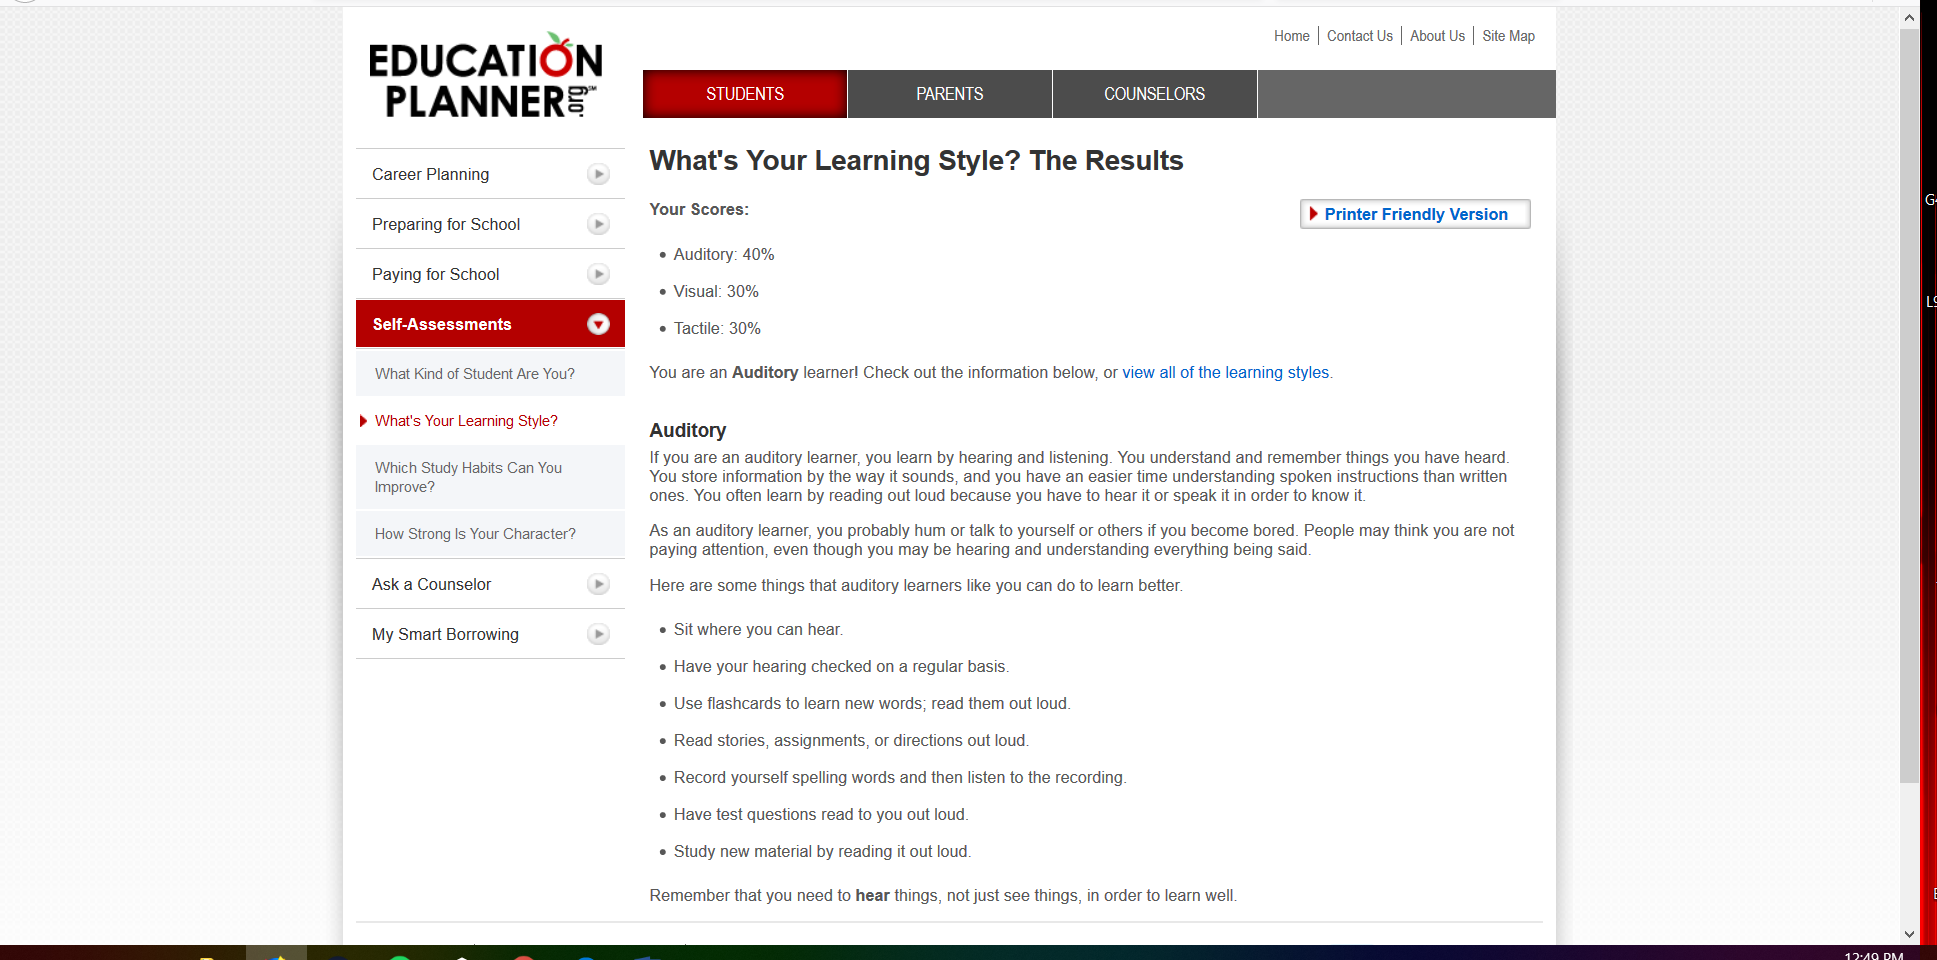 Home | Contact Us | About Us | Site Map
EDUCATION
PLANNER.org SM
STUDENTS
PARENTS
COUNSELORS
Career Planning
Preparing for School
Paying for School
Self-Assessments
What Kind of Student Are You?
What's Your Learning Style?
Which Study Habits Can You
Improve?
How Strong Is Your Character?
Ask a Counselor
My Smart Borrowing
What's Your Learning Style? The Results
Your Scores:
Printer Friendly Version
• Auditory: 40%
• Visual: 30%
• Tactile: 30%
You are an Auditory learner! Check out the information below, or view all of the learning styles.
Auditory
If you are an auditory learner, you learn by hearing and listening. You understand and remember things you have heard.
You store information by the way it sounds, and you have an easier time understanding spoken instructions than written
ones. You often learn by reading out loud because you have to hear it or speak it in order to know it.
As an auditory learner, you probably hum or talk to yourself or others if you become bored. People may think you are not
paying attention, even though you may be hearing and understanding everything being said.
Here are some things that auditory learners like you can do to learn better.
• Sit where you can hear.
• Have your hearing checked on a regular basis.
• Use flashcards to learn new words; read them out loud.
• Read stories, assignments, or directions out loud.
• Record yourself spelling words and then listen to the recording.
• Have test questions read to you out loud.
• Study new material by reading it out loud.
Remember that you need to hear things, not just see things, in order to learn well.
12:49 PM